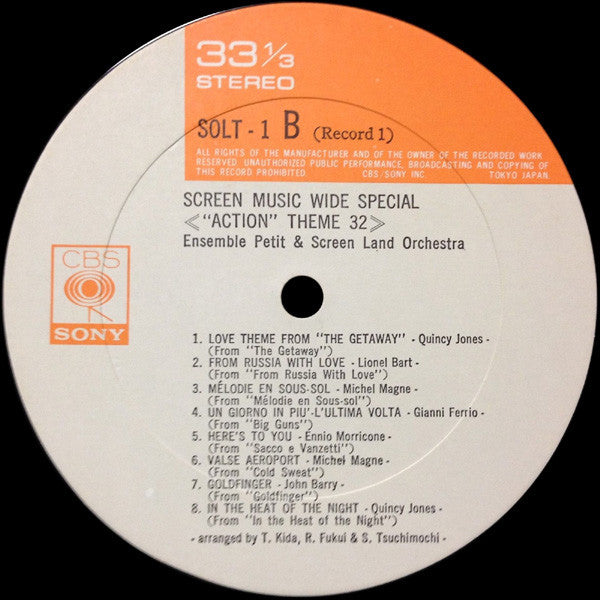 33 1/3
STEREO
SOLT - 1 B (Record 1)
ALL RIGHTS OF THE MANUFACTURER AND OF THE OWNER OF THE RECORDED WORK
RESERVED. UNAUTHORIZED PUBLIC PERFORMANCE, BROADCASTING AND COPYING OF
THIS RECORD PROHIBITED. CBS/SONY INC. TOKYO JAPAN.
SCREEN MUSIC WIDE SPECIAL
≪"ACTION" THEME 32≫
Ensemble Petit & Screen Land Orchestra
CBS
SONY
1. LOVE THEME FROM "THE GETAWAY" - Quincy Jones -
(From "The Getaway")
2. FROM RUSSIA WITH LOVE - Lionel Bart -
(From "From Russia With Love")
3. MÉLODIE EN SOUS-SOL - Michel Magne -
(From "Mélodie en Sous-sol")
4. UN GIORNO IN PIU'-L'ULTIMA VOLTA - Gianni Ferrio -
(From "Big Guns")
5. HERE'S TO YOU - Ennio Morricone -
(From "Sacco e Vanzetti")
6. VALSE AEROPORT - Michel Magne -
(From "Cold Sweat")
7. GOLDFINGER - John Barry -
(From "Goldfinger")
8. IN THE HEAT OF THE NIGHT - Quincy Jones -
(From "In the Heat of the Night")
- arranged by T. Kida, R. Fukui & S. Tsuchimochi -